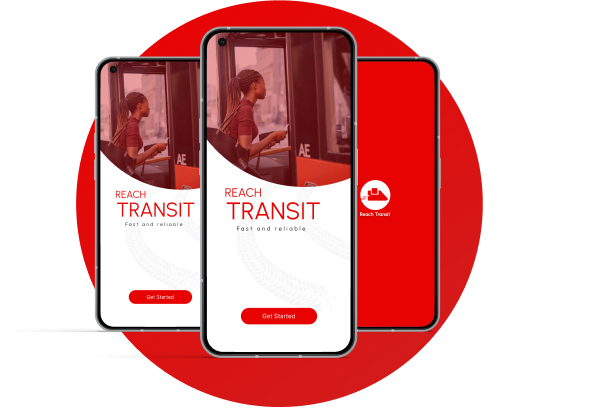 AE
REACH
TRANSIT
Fast and reliable
Get Started
AE
REACH
TRANSIT
Fast and reliable
Get Started
Reach Transit